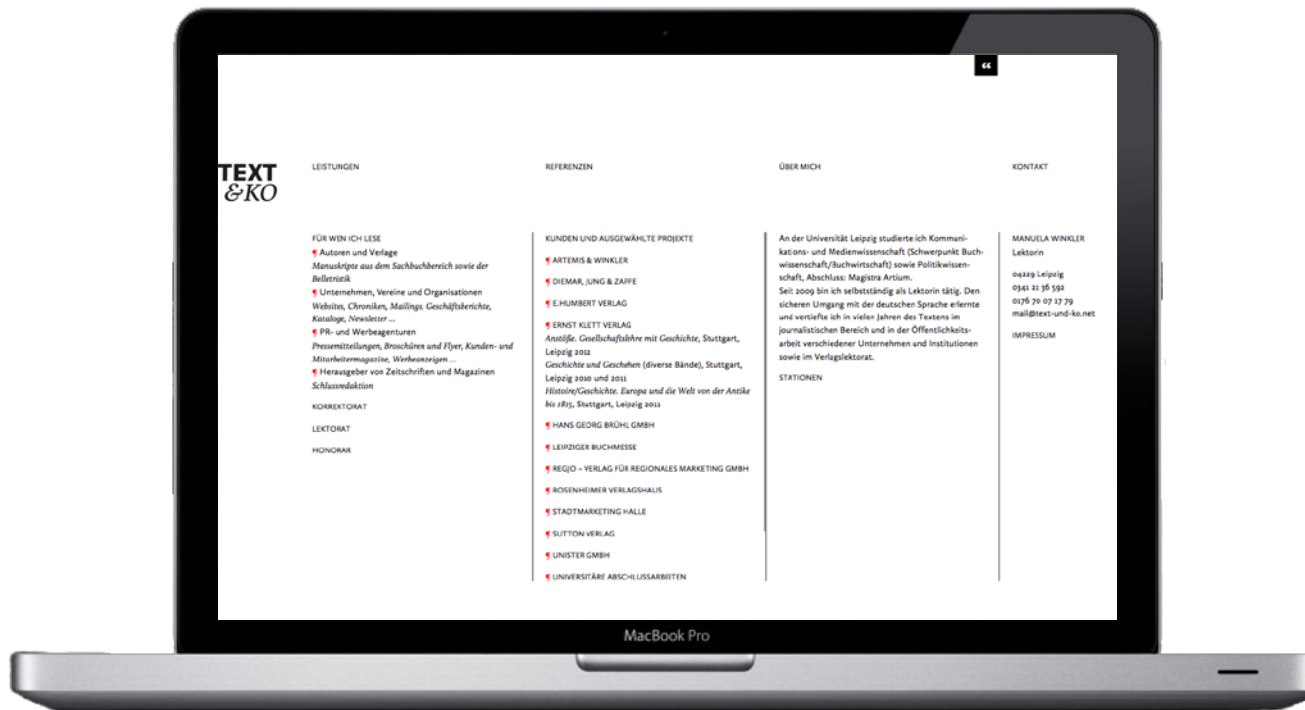 “
TEXT
&KO
LEISTUNGEN
REFERENZEN
ÜBER MICH
KONTAKT
FÜR WEN ICH LESE
¶ Autoren und Verlage
Manuskripte aus dem Sachbuchbereich sowie der
Belletristik
¶ Unternehmen, Vereine und Organisationen
Websites, Chroniken, Mailings, Geschäftsberichte,
Kataloge, Newsletter ...
¶ PR- und Werbeagenturen
Pressemitteilungen, Broschüren und Flyer, Kunden- und
Mitarbeitermagazine, Werbeanzeigen ...
¶ Herausgeber von Zeitschriften und Magazinen
Schlussredaktion
KORREKTORAT
LEKTORAT
HONORAR
KUNDEN UND AUSGEWÄHLTE PROJEKTE
¶ ARTEMIS & WINKLER
¶ DIEMAR, JUNG & ZAPFE
¶ E.HUMBERT VERLAG
¶ ERNST KLETT VERLAG
Anstöße. Gesellschaftslehre mit Geschichte, Stuttgart,
Leipzig 2012
Geschichte und Geschehen (diverse Bände), Stuttgart,
Leipzig 2010 und 2011
Histoire/Geschichte. Europa und die Welt von der Antike
bis 1815, Stuttgart, Leipzig 2011
¶ HANS GEORG BRÜHL GMBH
¶ LEIPZIGER BUCHMESSE
¶ REGJO – VERLAG FÜR REGIONALES MARKETING GMBH
¶ ROSENHEIMER VERLAGSHAUS
¶ STADTMARKETING HALLE
¶ SUTTON VERLAG
¶ UNISTER GMBH
¶ UNIVERSITÄRE ABSCHLUSSARBEITEN
An der Universität Leipzig studierte ich Kommuni-
kations- und Medienwissenschaft (Schwerpunkt Buch-
wissenschaft/Buchwirtschaft) sowie Politikwissen-
schaft, Abschluss: Magistra Artium.
Seit 2009 bin ich selbstständig als Lektorin tätig. Den
sicheren Umgang mit der deutschen Sprache erlernte
und vertiefte ich in vielen Jahren des Textens im
journalistischen Bereich und in der Öffentlichkeits-
arbeit verschiedener Unternehmen und Institutionen
sowie im Verlagslektorat.
STATIONEN
MANUELA WINKLER
Lektorin
04229 Leipzig
0341 21 36 592
0176 70 07 17 79
mail@text-und-ko.net
IMPRESSUM
MacBook Pro